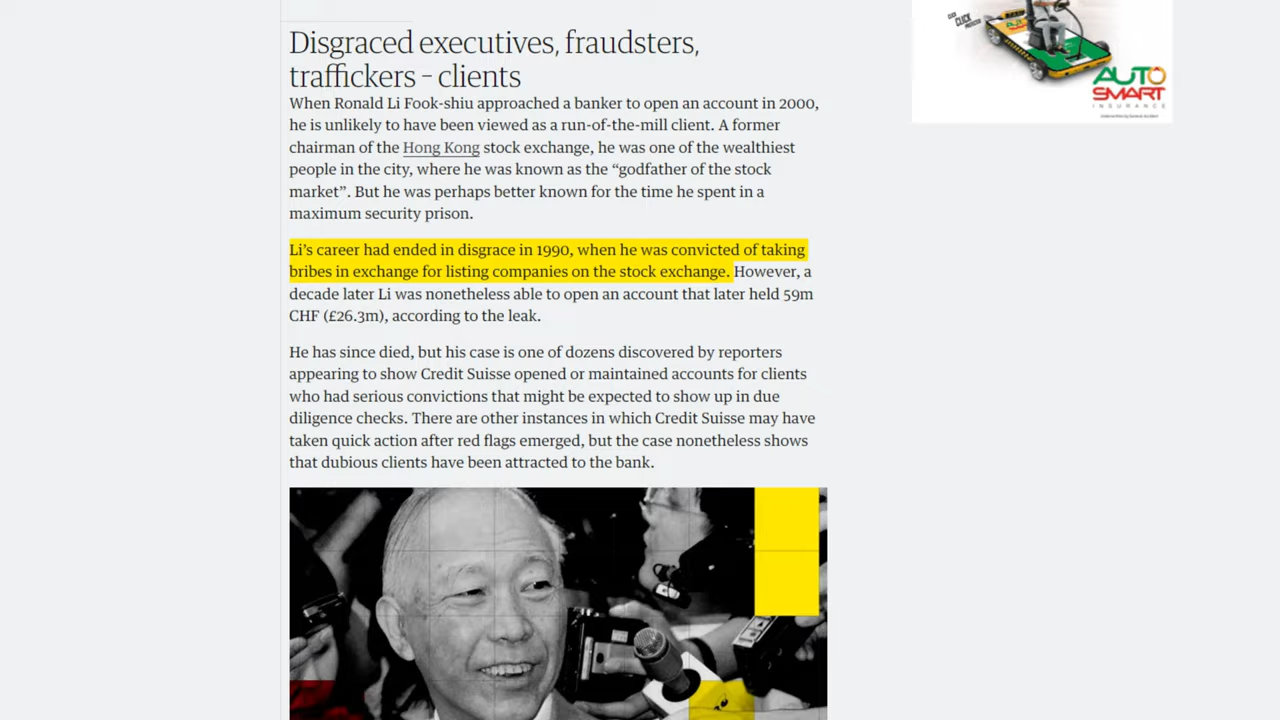 Disgraced executives, fraudsters,
traffickers – clients
When Ronald Li Fook-shiu approached a banker to open an account in 2000,
he is unlikely to have been viewed as a run-of-the-mill client. A former
chairman of the Hong Kong stock exchange, he was one of the wealthiest
people in the city, where he was known as the “godfather of the stock
market”. But he was perhaps better known for the time he spent in a
maximum security prison.
Li’s career had ended in disgrace in 1990, when he was convicted of taking
bribes in exchange for listing companies on the stock exchange. However, a
decade later Li was nonetheless able to open an account that later held 59m
CHF (£26.3m), according to the leak.
He has since died, but his case is one of dozens discovered by reporters
appearing to show Credit Suisse opened or maintained accounts for clients
who had serious convictions that might be expected to show up in due
diligence checks. There are other instances in which Credit Suisse may have
taken quick action after red flags emerged, but the case nonetheless shows
that dubious clients have been attracted to the bank.
CLICK
AUTO
SMART
INSURANCE